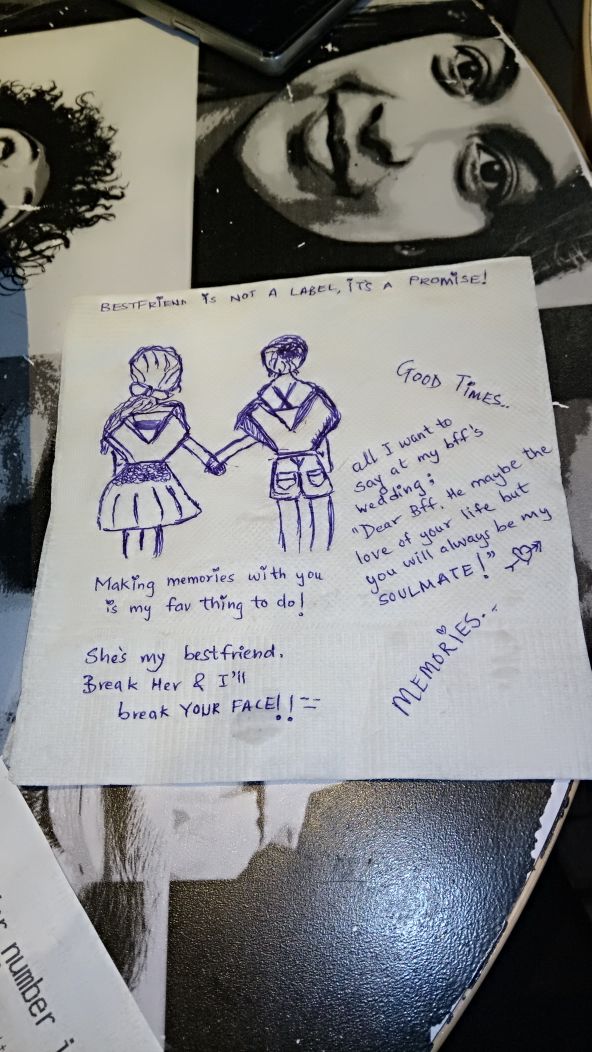 BESTFRIEND IS NOT A LABEL, IT'S A PROMISE!
GOOD TIMES..
all I want to
say at my bff's
wedding:
"Dear Bff. He maybe the
love of your life but
you will always be my
SOULMATE!"
Making memories with you
is my fav thing to do!
She's my bestfriend.
Break Her & I'll
break YOUR FACE!!
MEMORIES..
number